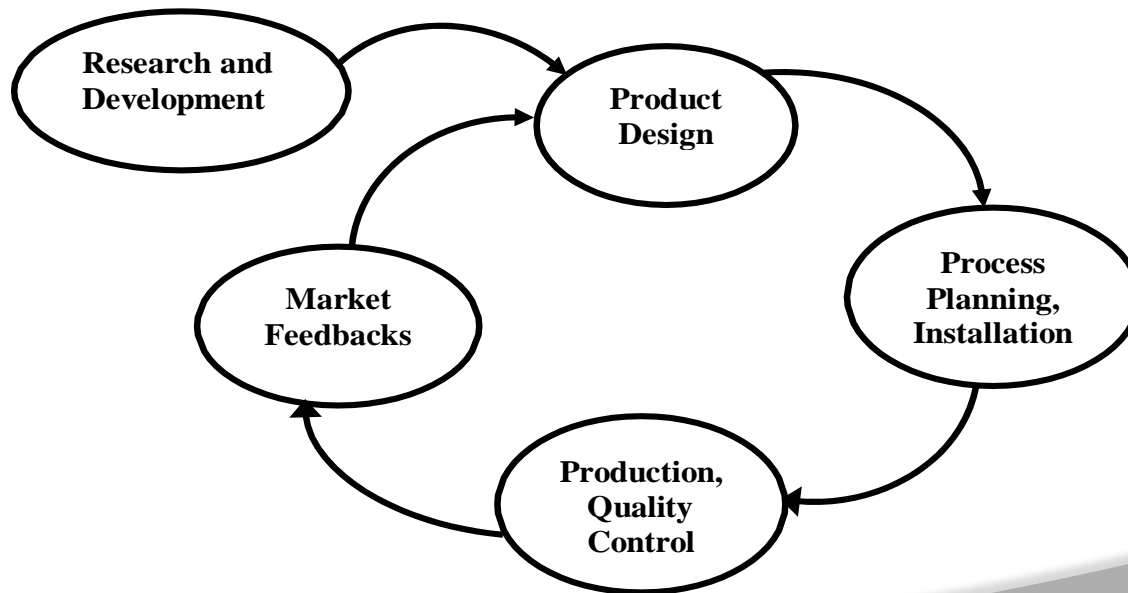 Research and
Development
Product
Design
Process
Planning,
Installation
Production,
Quality
Control
Market
Feedbacks